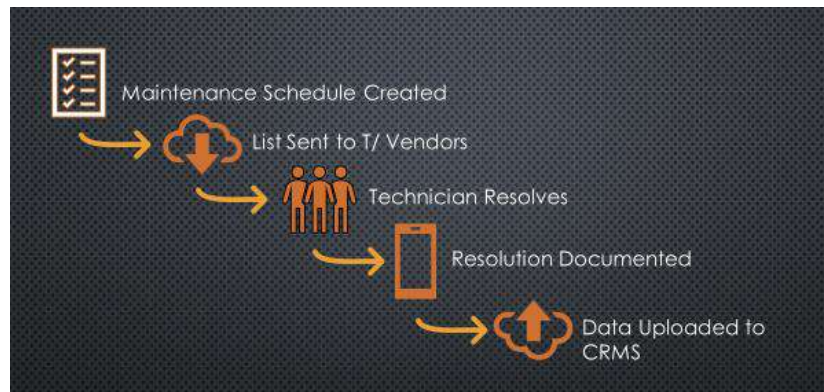 Maintenance Schedule Created
List Sent to T/ Vendors
Technician Resolves
Resolution Documented
Data Uploaded to
CRMS